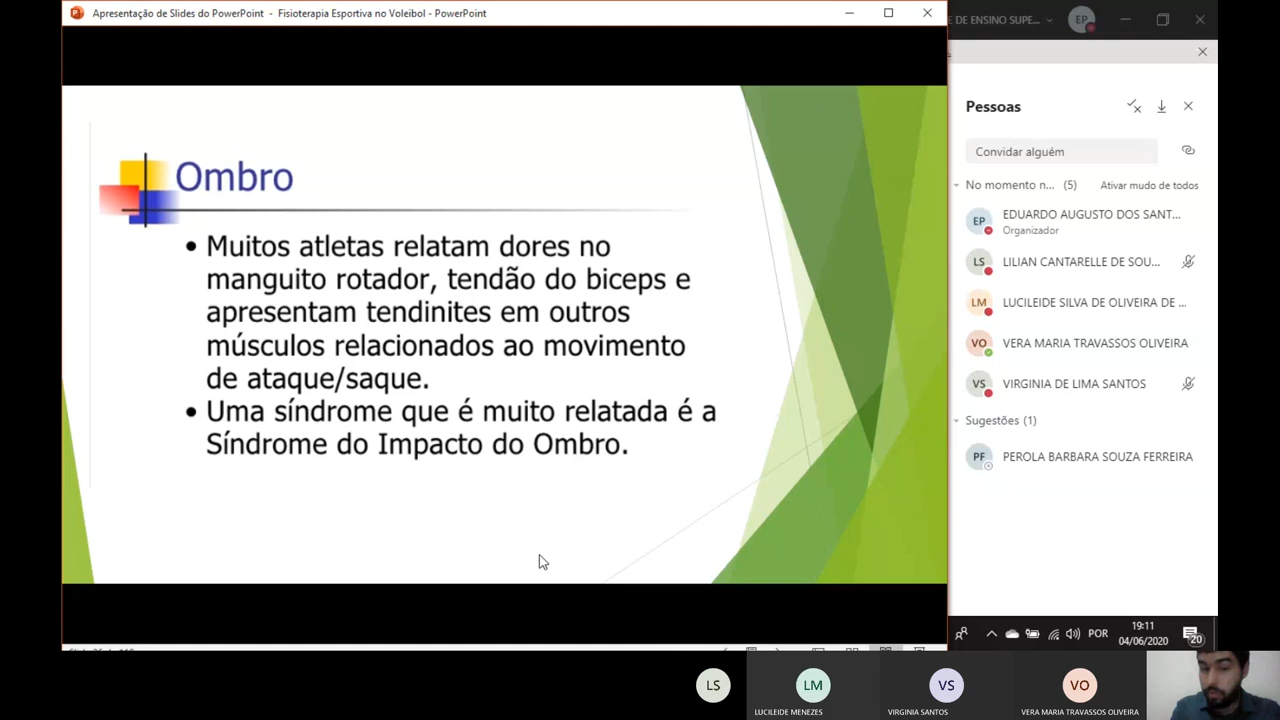 Apresentação de Slides do PowerPoint - Fisioterapia Esportiva no Voleibol - PowerPoint
E DE ENSINO SUPE...
EP
Ombro
• Muitos atletas relatam dores no
manguito rotador, tendão do biceps e
apresentam tendinites em outros
músculos relacionados ao movimento
de ataque/saque.
• Uma síndrome que é muito relatada é a
Síndrome do Impacto do Ombro.
Pessoas
Convidar alguém
No momento n... (5) Ativar mudo de todos
EP EDUARDO AUGUSTO DOS SANT...
Organizador
LS LILIAN CANTARELLE DE SOU...
LM LUCILEIDE SILVA DE OLIVEIRA DE ...
VO VERA MARIA TRAVASSOS OLIVEIRA
VS VIRGINIA DE LIMA SANTOS
Sugestões (1)
PF PEROLA BARBARA SOUZA FERREIRA
POR
19:11
04/06/2020
20
LS
LM
LUCILEIDE MENEZES
VS
VIRGINIA SANTOS
VO
VERA MARIA TRAVASSOS OLIVEIRA